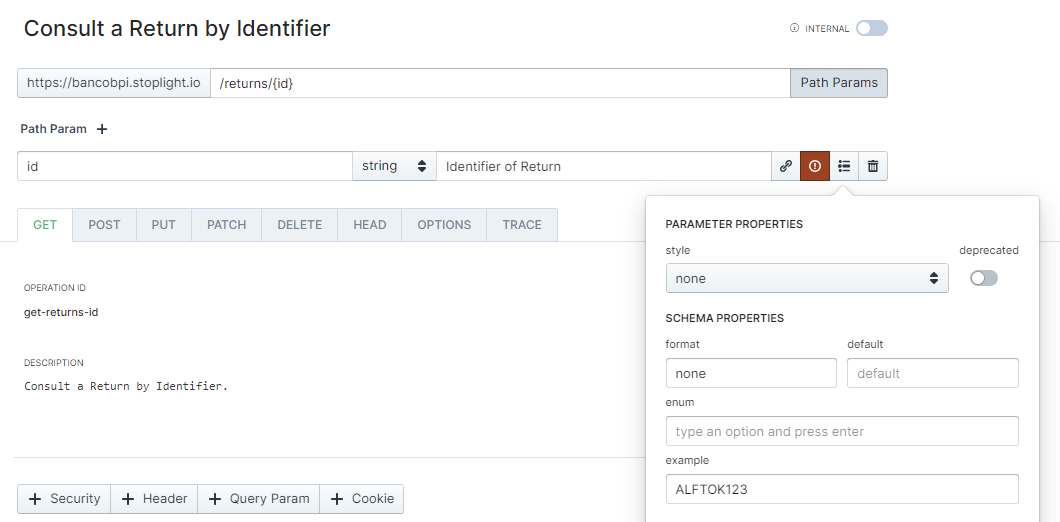 Consult a Return by Identifier
INTERNAL
https://bancobpi.stoplight.io /returns/{id} Path Params
Path Param +
id string Identifier of Return
GET POST PUT PATCH DELETE HEAD OPTIONS TRACE
OPERATION ID
get-returns-id
DESCRIPTION
Consult a Return by Identifier.
+ Security + Header + Query Param + Cookie
PARAMETER PROPERTIES
style deprecated
none
SCHEMA PROPERTIES
format default
none default
enum
type an option and press enter
example
ALFTOK123